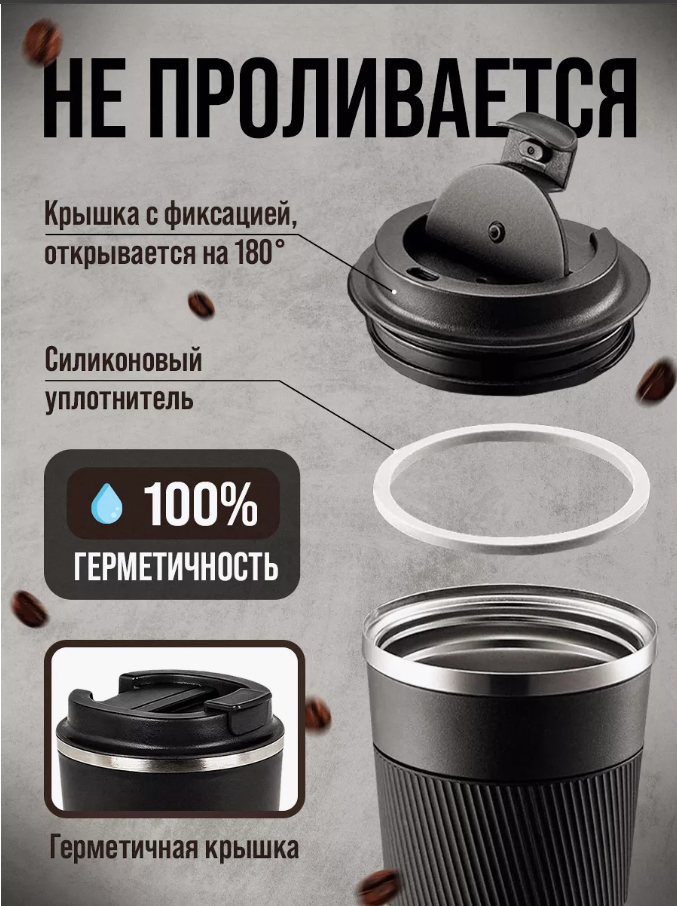 НЕ ПРОЛИВАЕТСЯ
Крышка с фиксацией,
открывается на 180°
Силиконовый
уплотнитель
100%
ГЕРМЕТИЧНОСТЬ
Герметичная крышка